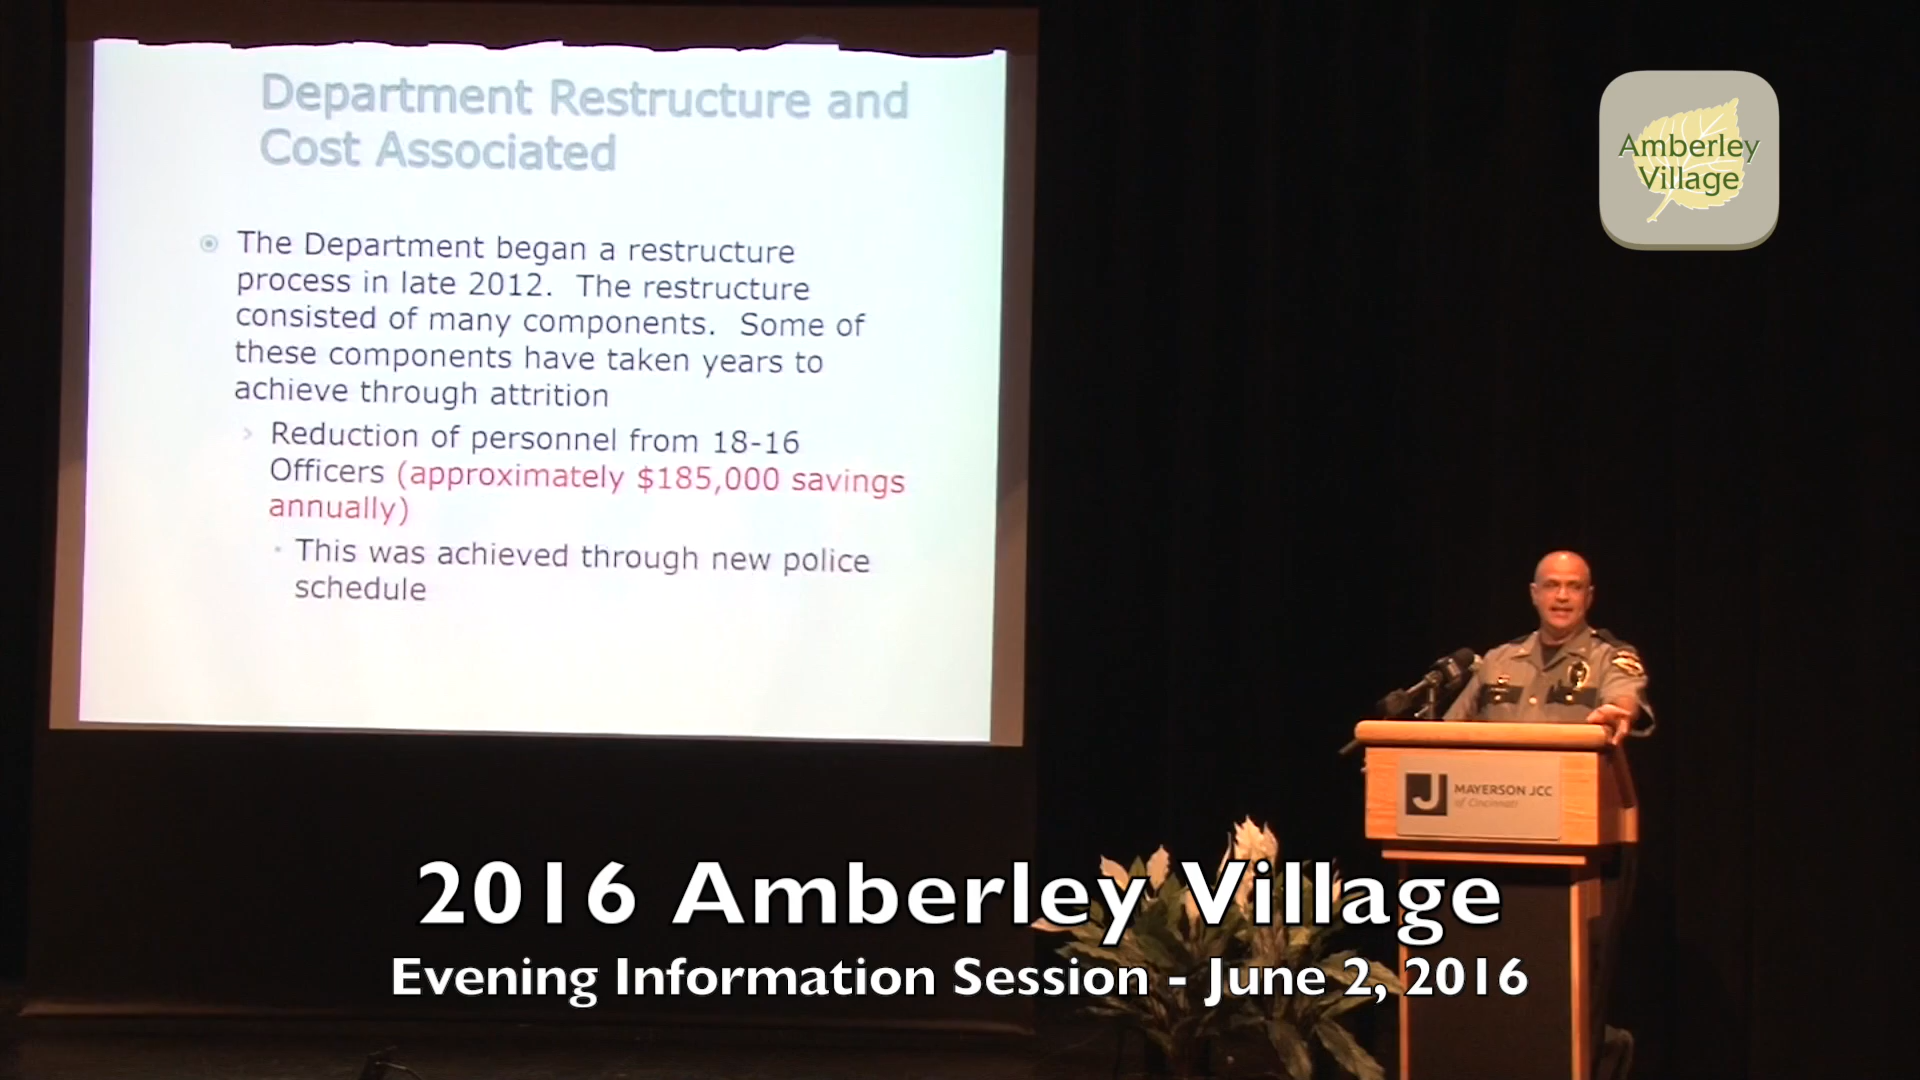 Department Restructure and
Cost Associated
The Department began a restructure
process in late 2012. The restructure
consisted of many components. Some of
these components have taken years to
achieve through attrition
Reduction of personnel from 18-16
Officers (approximately $185,000 savings
annually)
This was achieved through new police
schedule
Amberley
Village
J
MAYERSON JCC
of Cincinnati
2016 Amberley Village
Evening Information Session - June 2, 2016